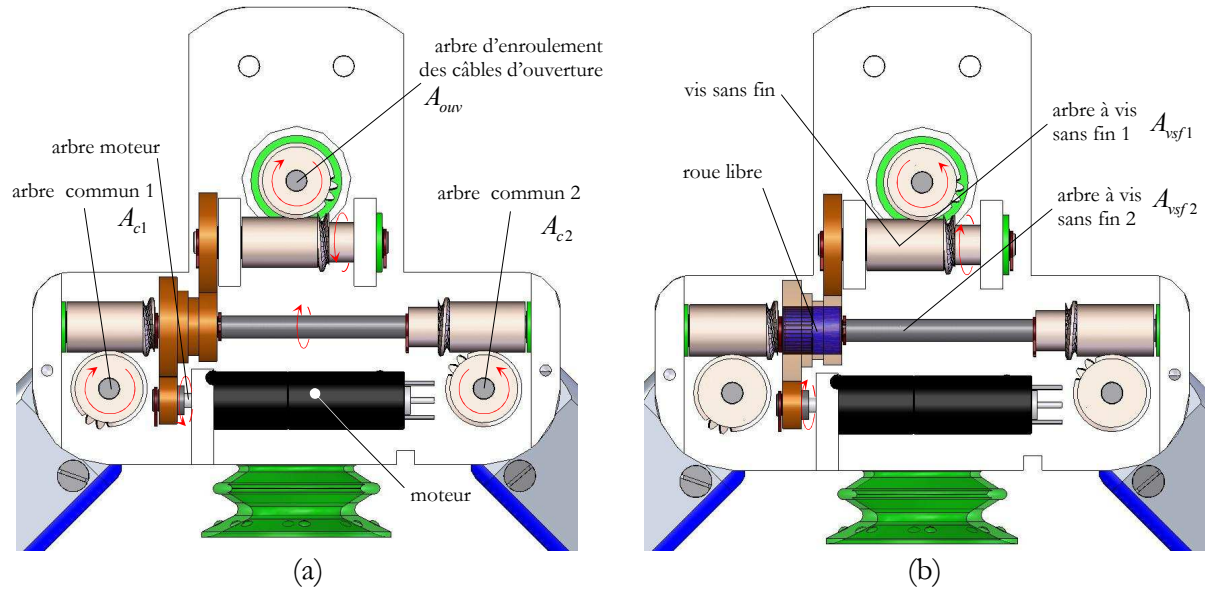 arbre d'enroulement
des câbles d'ouverture
A_ouv
arbre moteur
arbre commun 1
A_c1
arbre commun 2
A_c2
moteur
(a)
vis sans fin
arbre à vis
sans fin 1 A_vsf1
roue libre
arbre à vis
sans fin 2 A_vsf2
(b)